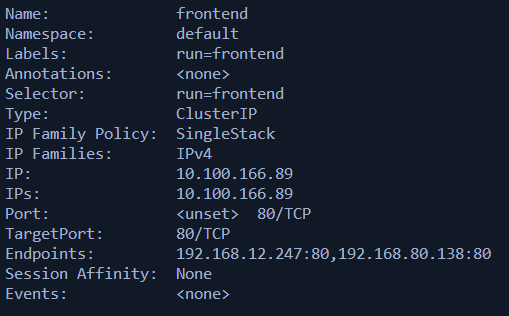 Name: frontend
Namespace: default
Labels: run=frontend
Annotations: <none>
Selector: run=frontend
Type: ClusterIP
IP Family Policy: SingleStack
IP Families: IPv4
IP: 10.100.166.89
IPs: 10.100.166.89
Port: <unset> 80/TCP
TargetPort: 80/TCP
Endpoints: 192.168.12.247:80,192.168.80.138:80
Session Affinity: None
Events: <none>